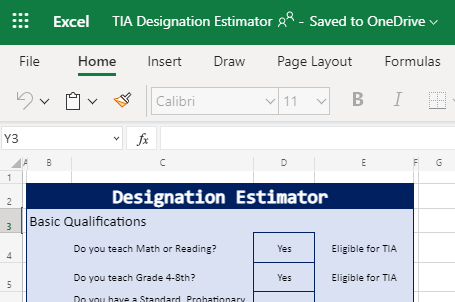 Excel TIA Designation Estimator - Saved to OneDrive
File Home Insert Draw Page Layout Formulas
Calibri 11 B I
Y3 fx
A B C D E F G
1
2 Designation Estimator
3 Basic Qualifications
4 Do you teach Math or Reading? Yes Eligible for TIA
5 Do you teach Grade 4-8th? Yes Eligible for TIA
Do you have a Standard, Probationary